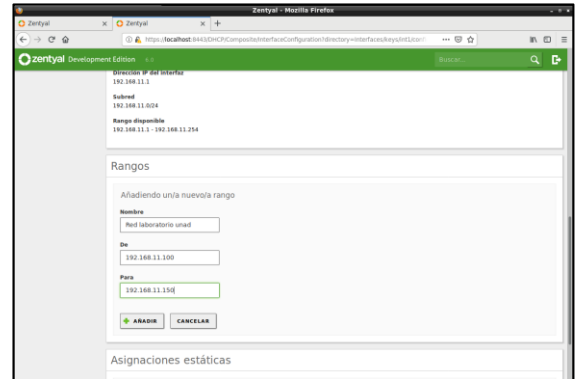 Zentyal - Mozilla Firefox
Zentyal
Zentyal
https://localhost:8443/DHCP/Composite/InterfaceConfiguration?directory=Interfaces/keys/int1/con
zentyal Development Edition
Buscar...
Dirección IP del interfaz
192.168.11.1
Subred
192.168.11.0/24
Rango disponible
192.168.11.1 - 192.168.11.254
Rangos
Añadiendo un/a nuevo/a rango
Nombre
Red laboratorio unad
De
192.168.11.100
Para
192.168.11.150
AÑADIR CANCELAR
Asignaciones estáticas